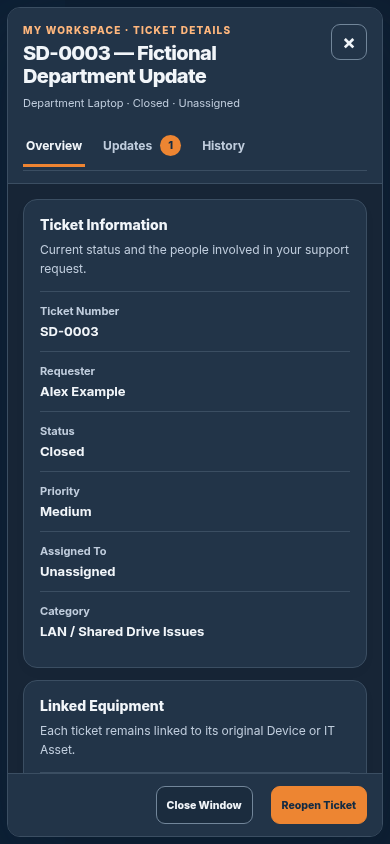 MY WORKSPACE · TICKET DETAILS
SD-0003 — Fictional
Department Update
×
Department Laptop · Closed · Unassigned
Overview Updates 1 History
Ticket Information
Current status and the people involved in your support
request.
Ticket Number
SD-0003
Requester
Alex Example
Status
Closed
Priority
Medium
Assigned To
Unassigned
Category
LAN / Shared Drive Issues
Linked Equipment
Each ticket remains linked to its original Device or IT
Asset.
Close Window Reopen Ticket